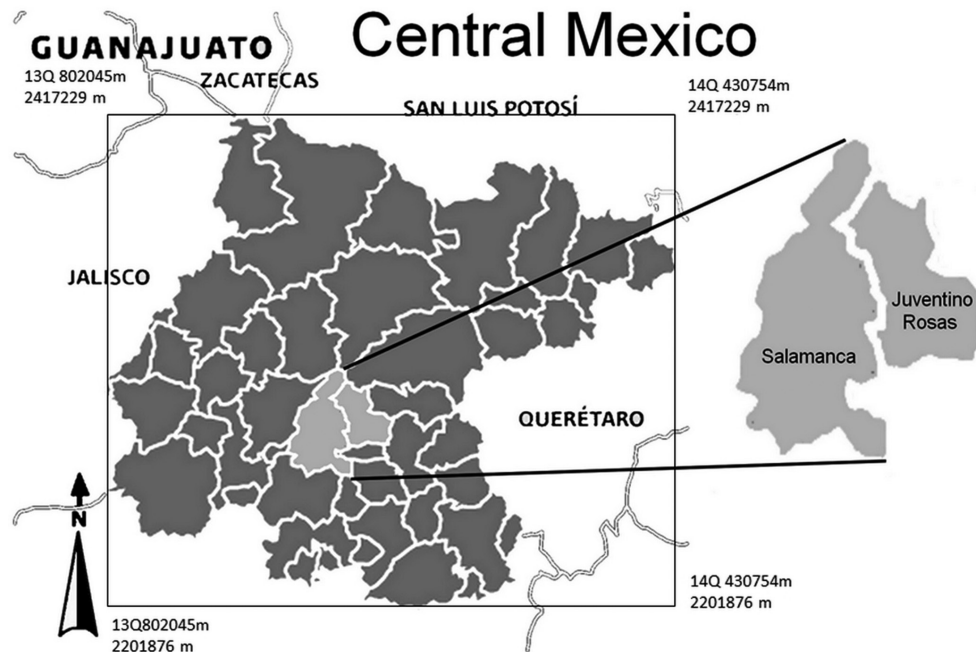 Central Mexico
GUANAJUATO
13Q 802045m
2417229 m
ZACATECAS
SAN LUIS POTOSÍ
14Q 430754m
2417229 m
JALISCO
Juventino
Rosas
Salamanca
QUERÉTARO
N
14Q 430754m
2201876 m
13Q802045m
2201876 m